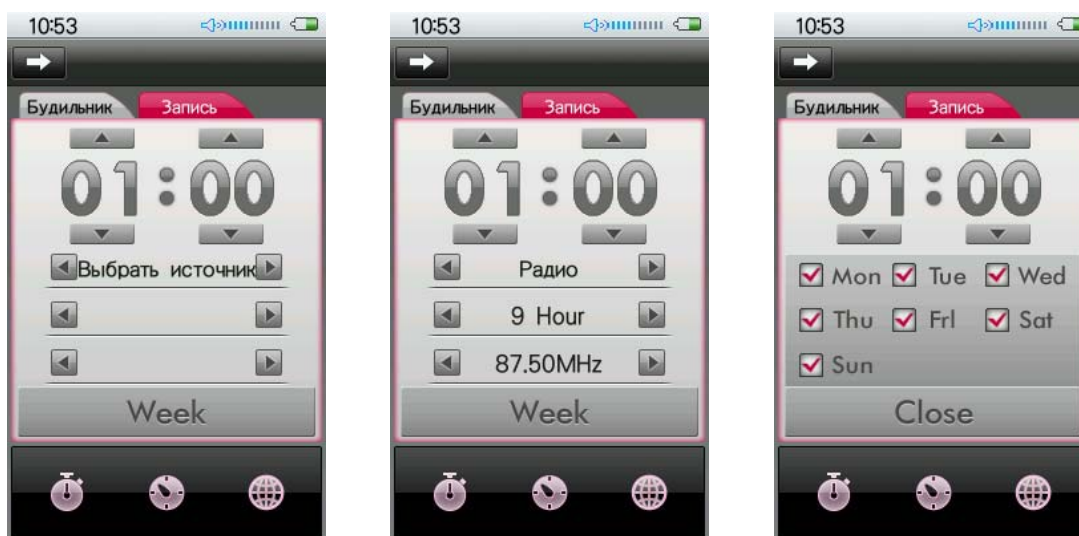 10:53
Будильник Запись
01:00
Выбрать источник
Week
10:53
Будильник Запись
01:00
Радио
9 Hour
87.50MHz
Week
10:53
Будильник Запись
01:00
Mon Tue Wed
Thu Frl Sat
Sun
Close